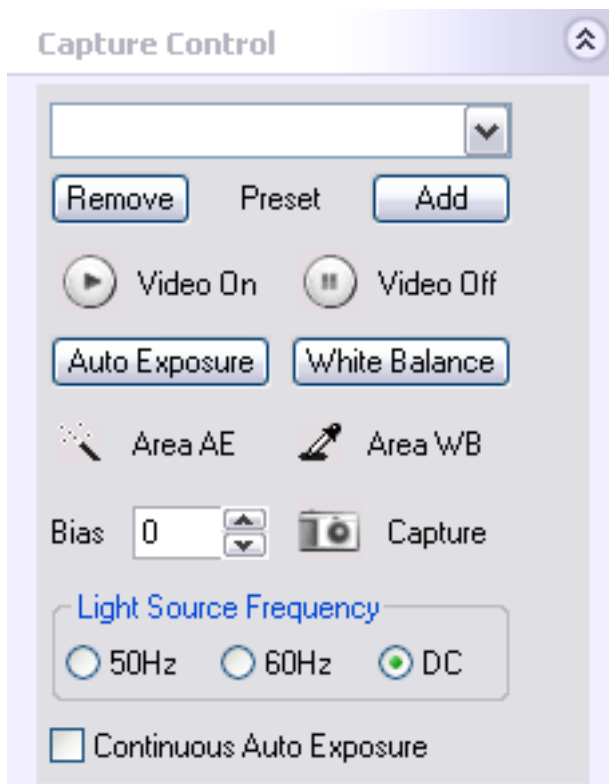 Capture Control
Remove Preset Add
Video On Video Off
Auto Exposure White Balance
Area AE Area WB
Bias 0 Capture
Light Source Frequency
50Hz 60Hz DC
Continuous Auto Exposure